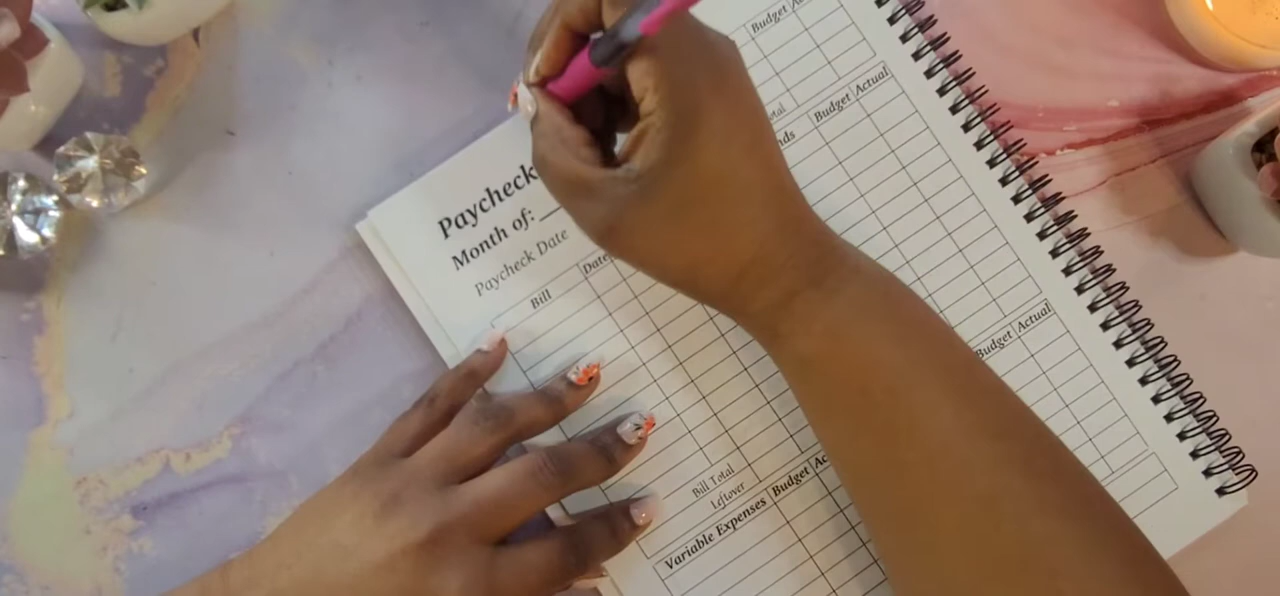 Paycheck
Month of:
Paycheck Date
Bill Date
Bill Total
Leftover
Variable Expenses Budget
Budget
Budget Actual
Budget Actual